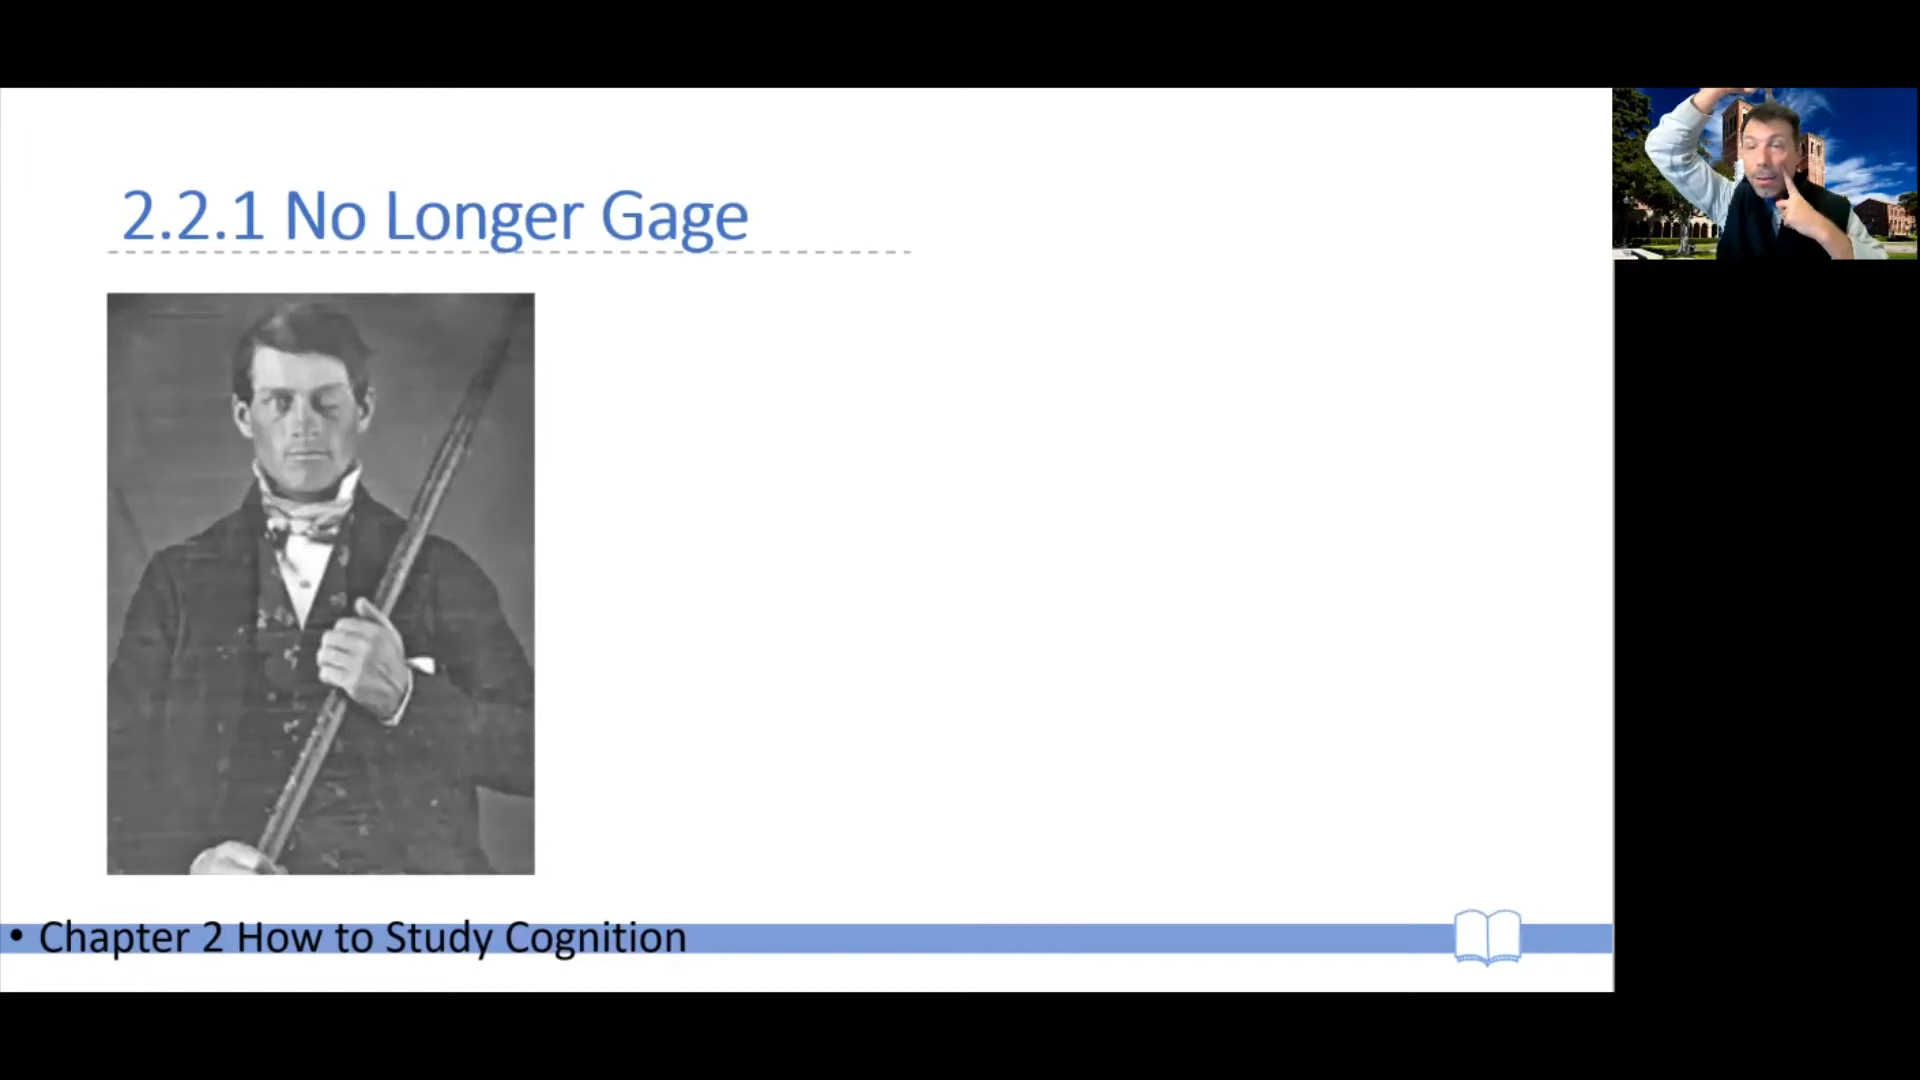 2.2.1 No Longer Gage
• Chapter 2 How to Study Cognition